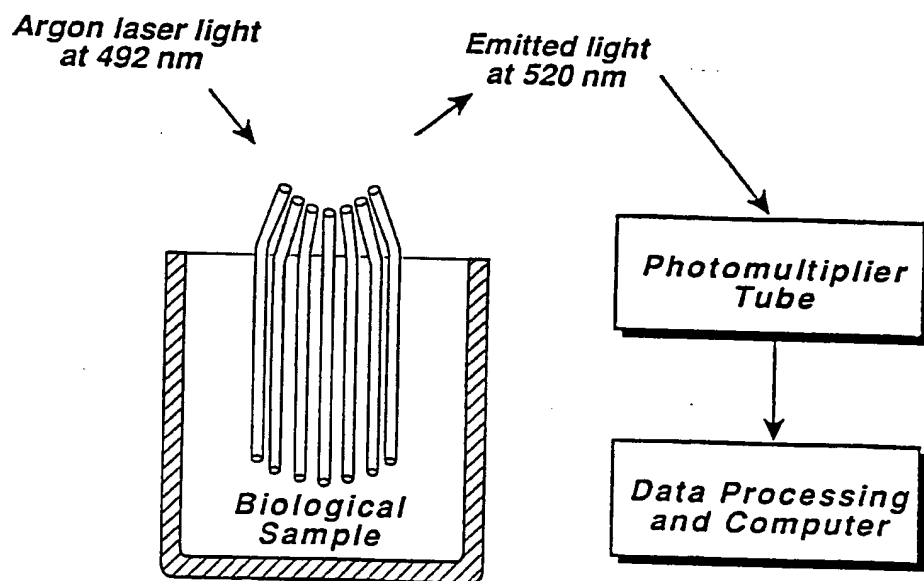 Argon laser light
at 492 nm
Emitted light
at 520 nm
Photomultiplier
Tube
Biological
Sample
Data Processing
and Computer